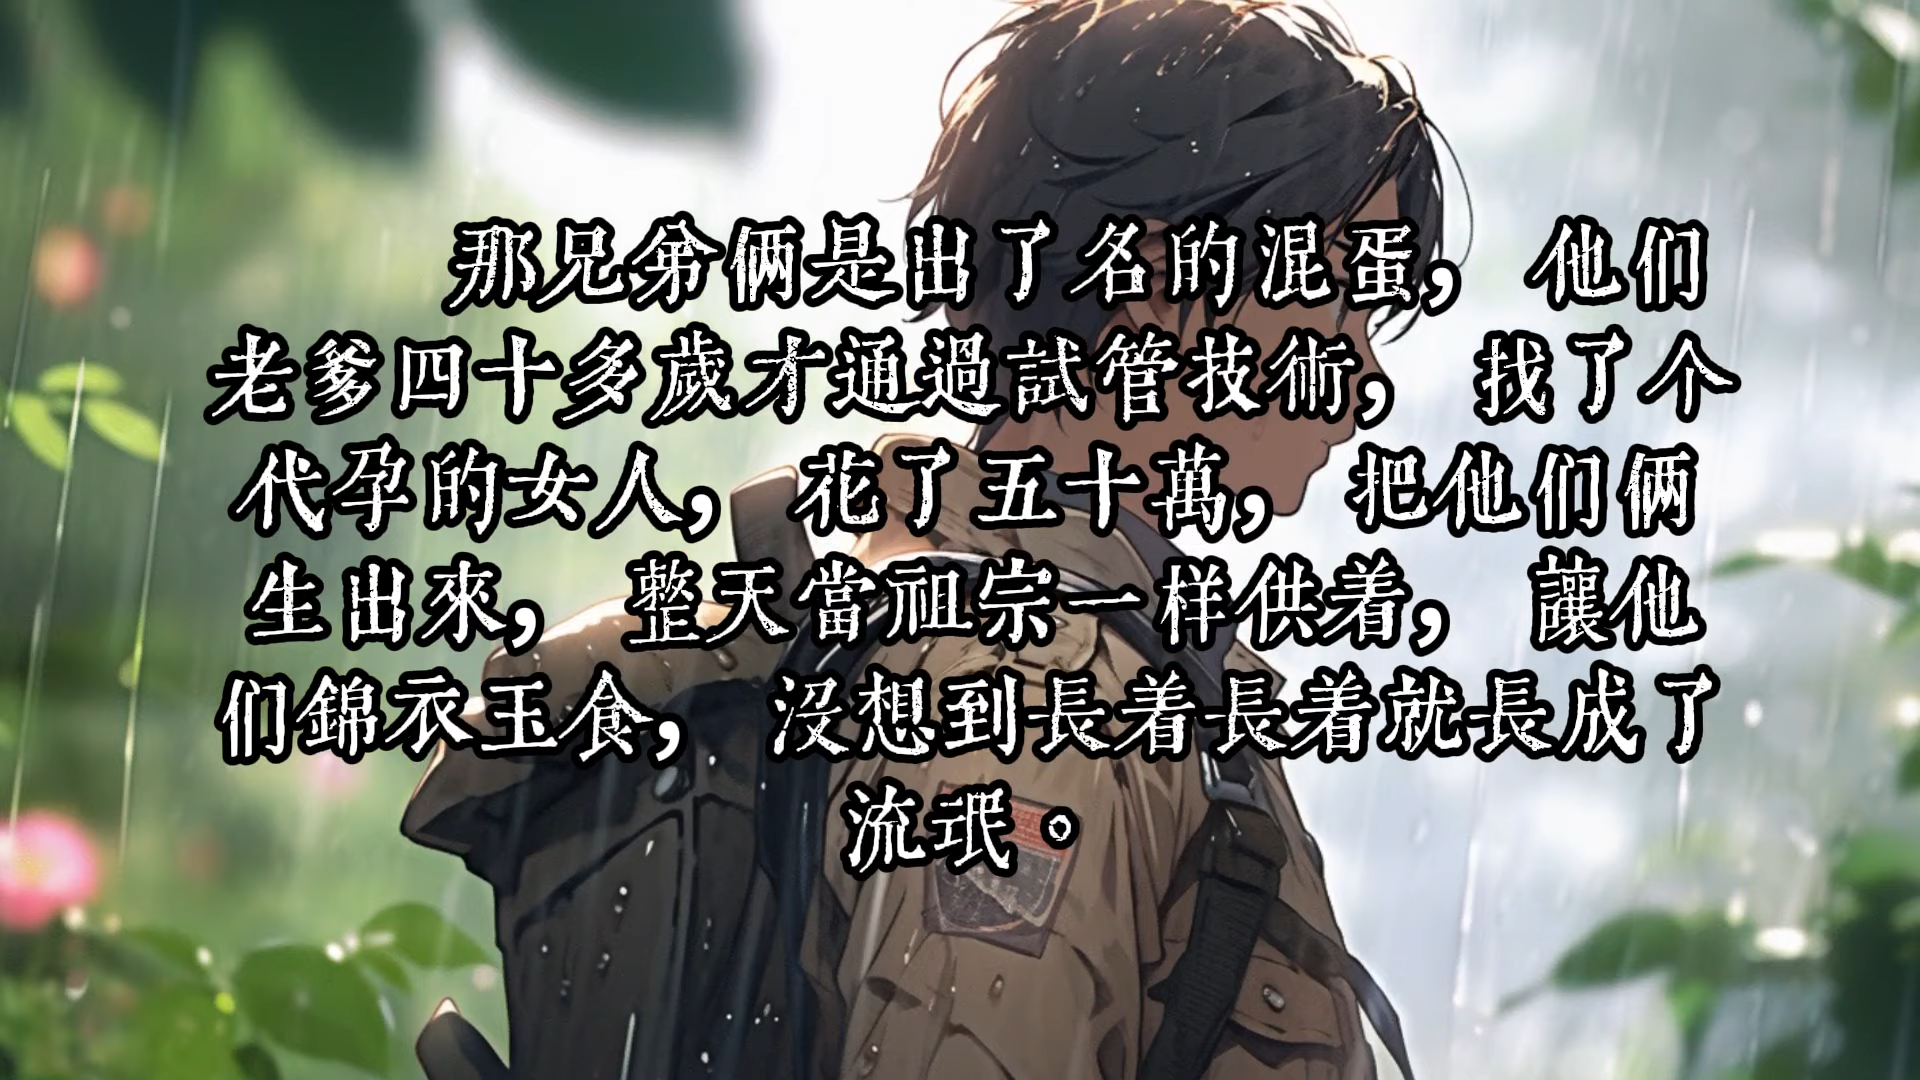 那兄弟俩是出了名的混蛋，他们
老爹四十多歲才通過試管技術，找了个
代孕的女人，花了五十萬，把他们俩
生出來，整天當祖宗一样供着，讓他
们錦衣玉食，沒想到長着長着就長成了
流氓。